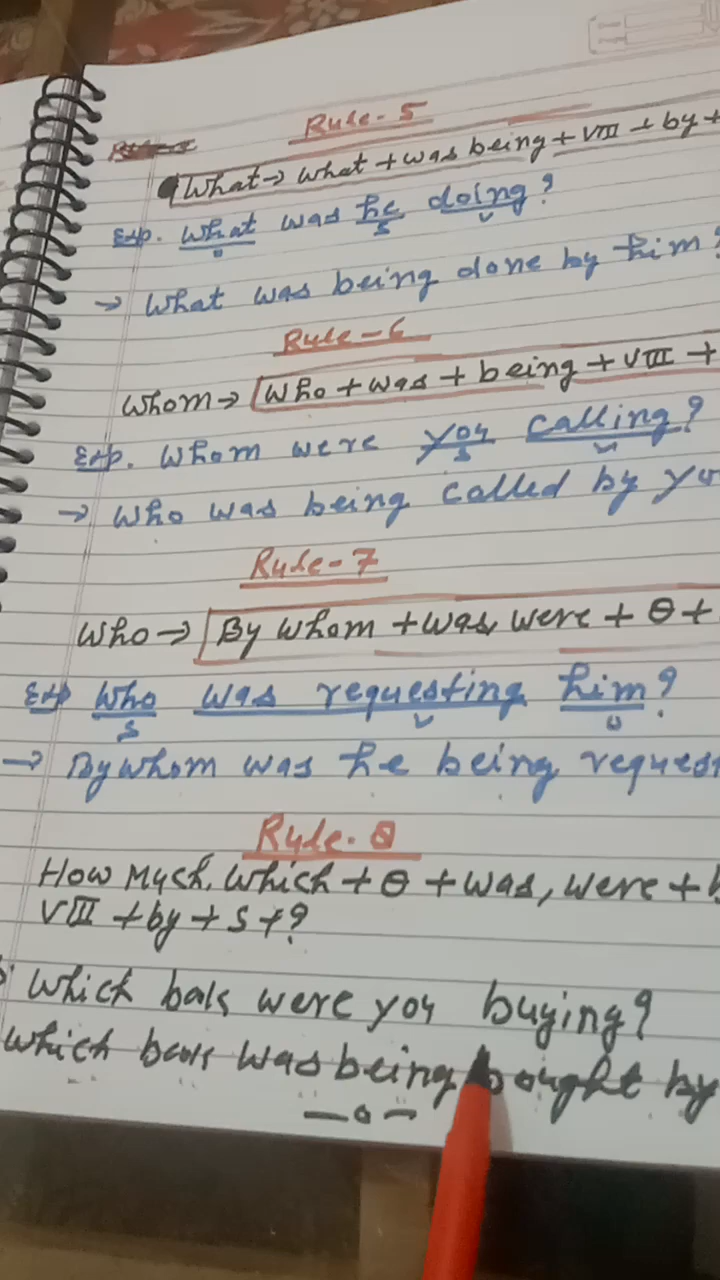 Rule-5
What→ What + was being + VIII + by +
Exp. What was he doing?
o s v
→ What was being done by him?
Rule-6
Whom→ Who + was + being + VIII +
Exp. Whom were you calling?
s v
→ Who was being called by you
Rule-7
Who→ By whom + was, were + θ +
Exp Who was requesting him?
s v o
→ By whom was he being reques
Rule-8
How Much, Which + θ + was, were + b
VIII + by + S + ?
Which were you buying?
Which was being bought by
—o—